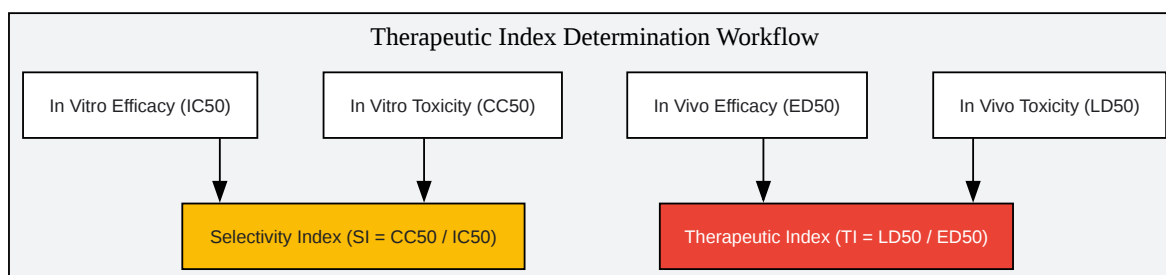 Therapeutic Index Determination Workflow
In Vitro Efficacy (IC50)
In Vitro Toxicity (CC50)
In Vivo Efficacy (ED50)
In Vivo Toxicity (LD50)
Selectivity Index (SI = CC50 / IC50)
Therapeutic Index (TI = LD50 / ED50)